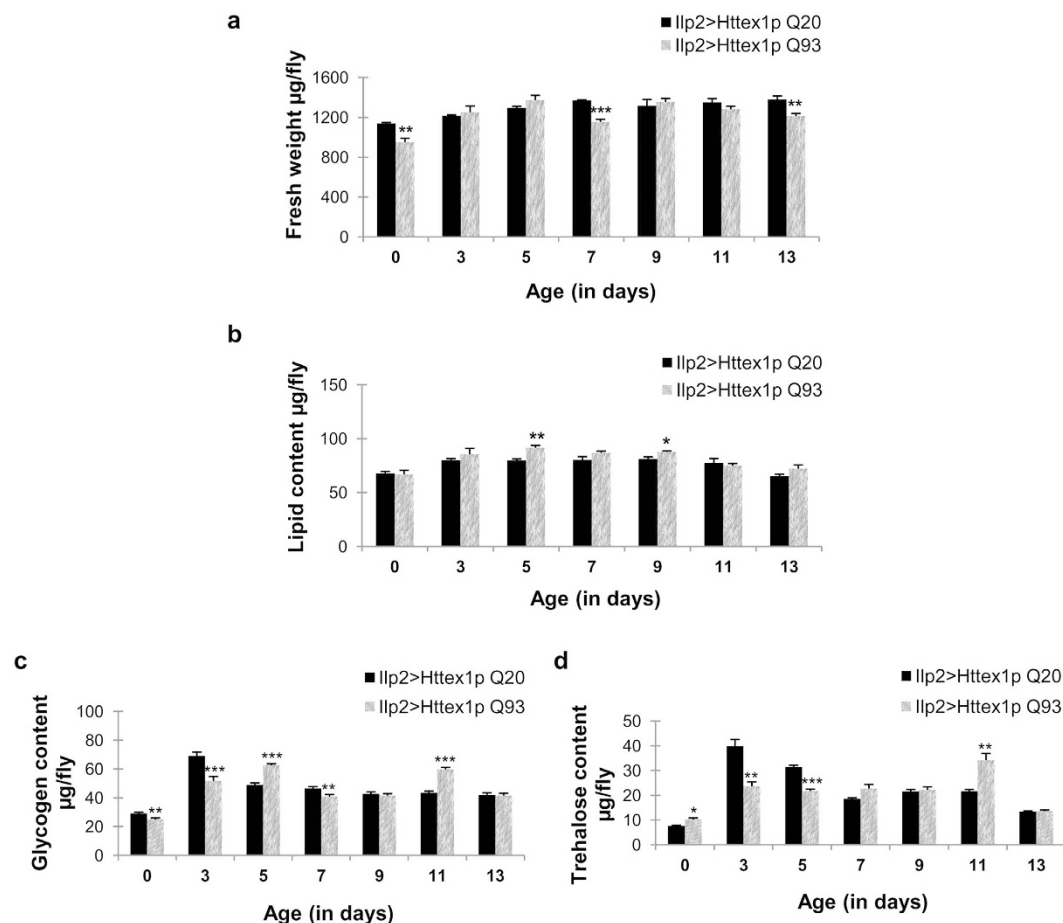 a
Ilp2>Httex1p Q20
Ilp2>Httex1p Q93
Fresh weight µg/fly
1600
1200
800
400
0
**
***
**
0 3 5 7 9 11 13
Age (in days)
b
Ilp2>Httex1p Q20
Ilp2>Httex1p Q93
Lipid content µg/fly
150
100
50
0
**
*
0 3 5 7 9 11 13
Age (in days)
c
Ilp2>Httex1p Q20
Ilp2>Httex1p Q93
Glycogen content
µg/fly
100
80
60
40
20
0
**
***
***
**
***
0 3 5 7 9 11 13
Age (in days)
d
Ilp2>Httex1p Q20
Ilp2>Httex1p Q93
Trehalose content
µg/fly
50
40
30
20
10
0
*
**
***
**
0 3 5 7 9 11 13
Age (in days)